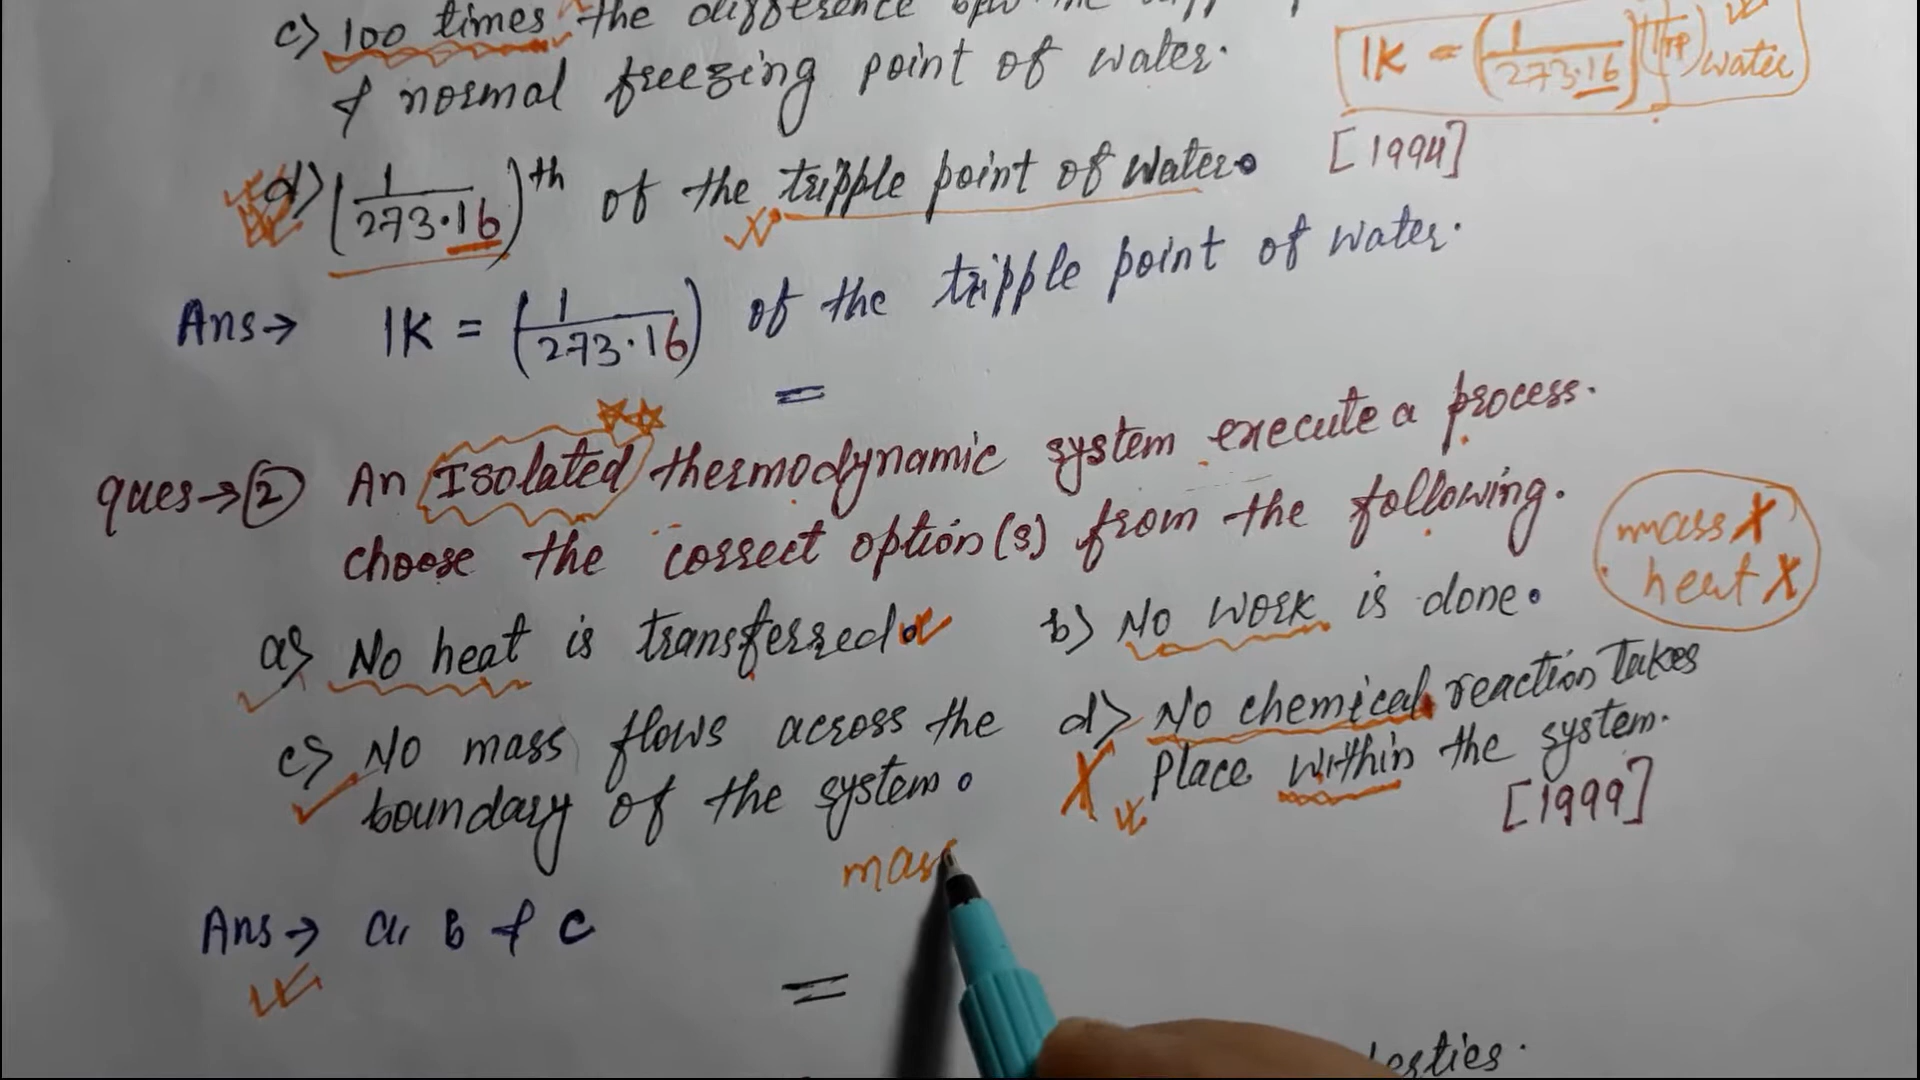 c) 100 times the difference
& normal freezing point of water.
1K = (1/273.16) (TTP) water
d) (1/273.16)th of the tripple point of water. [1994]
Ans→ 1K = (1/273.16) of the tripple point of water.
=
ques→ (2) An Isolated thermodynamic system execute a process.
choose the correct option(s) from the following.
mass X
heat X
a) No heat is transferred. b) No work is done.
c) No mass flows across the boundary of the system.
d) No chemical reaction Takes
Place within the system.
[1999]
mass
Ans→ a, b & c
=